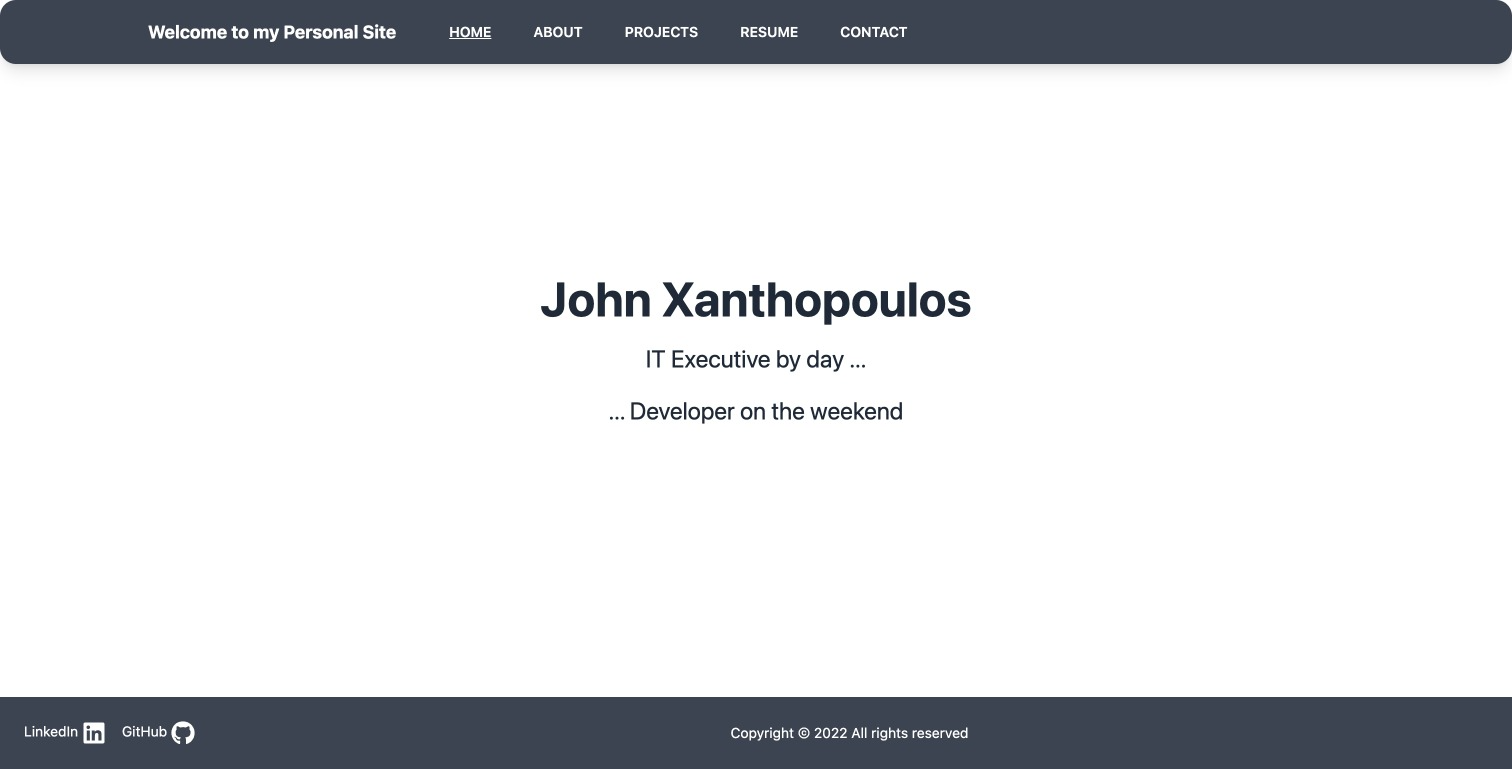 Welcome to my Personal Site HOME ABOUT PROJECTS RESUME CONTACT
John Xanthopoulos
IT Executive by day ...
... Developer on the weekend
LinkedIn in GitHub Copyright © 2022 All rights reserved